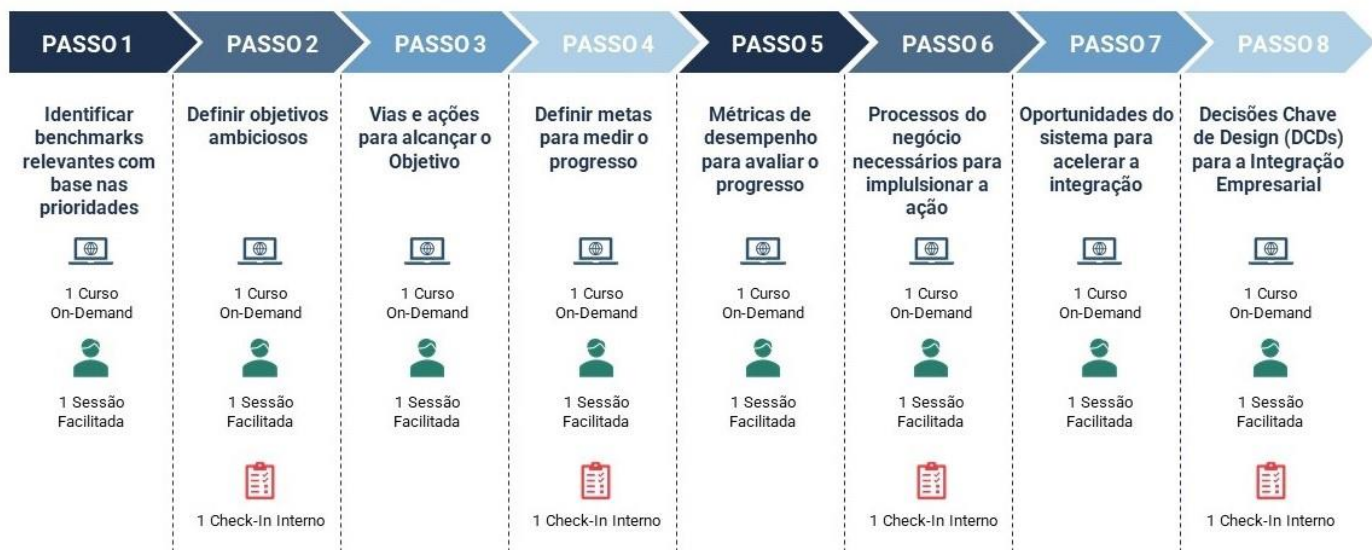 PASSO 1
PASSO 2
PASSO 3
PASSO 4
PASSO 5
PASSO 6
PASSO 7
PASSO 8
Identificar
benchmarks
relevantes com
base nas
prioridades
Definir objetivos
ambiciosos
Vias e ações
para alcançar o
Objetivo
Definir metas
para medir o
progresso
Métricas de
desempenho
para avaliar o
progresso
Processos do
negócio
necessários para
implulsionar a
ação
Oportunidades do
sistema para
acelerar a
integração
Decisões Chave
de Design (DCDs)
para a Integração
Empresarial
1 Curso
On-Demand
1 Curso
On-Demand
1 Curso
On-Demand
1 Curso
On-Demand
1 Curso
On-Demand
1 Curso
On-Demand
1 Curso
On-Demand
1 Curso
On-Demand
1 Sessão
Facilitada
1 Sessão
Facilitada
1 Sessão
Facilitada
1 Sessão
Facilitada
1 Sessão
Facilitada
1 Sessão
Facilitada
1 Sessão
Facilitada
1 Sessão
Facilitada
1 Check-In Interno
1 Check-In Interno
1 Check-In Interno
1 Check-In Interno